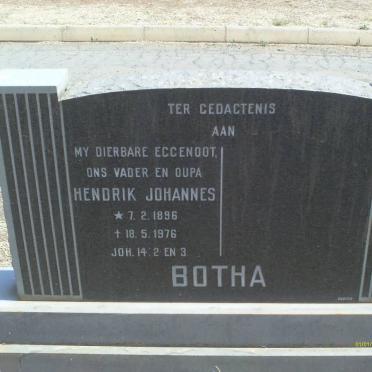 TER GEDACTENIS
AAN
MY DIERBARE EGGENOOT,
ONS VADER EN OUPA
HENDRIK JOHANNES
★ 7. 2. 1896
✝ 18. 5. 1976
JOH. 14: 2 EN 3
BOTHA